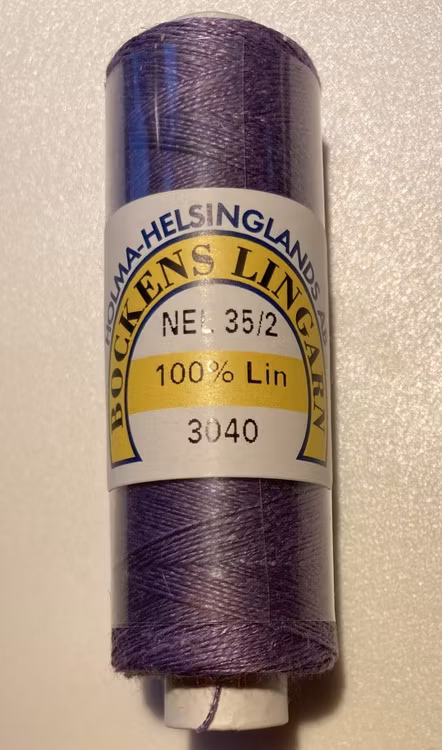 HOLMA-HELSINGLANDS AB
BOCKENS LINGARN
NEL 35/2
100% Lin
3040